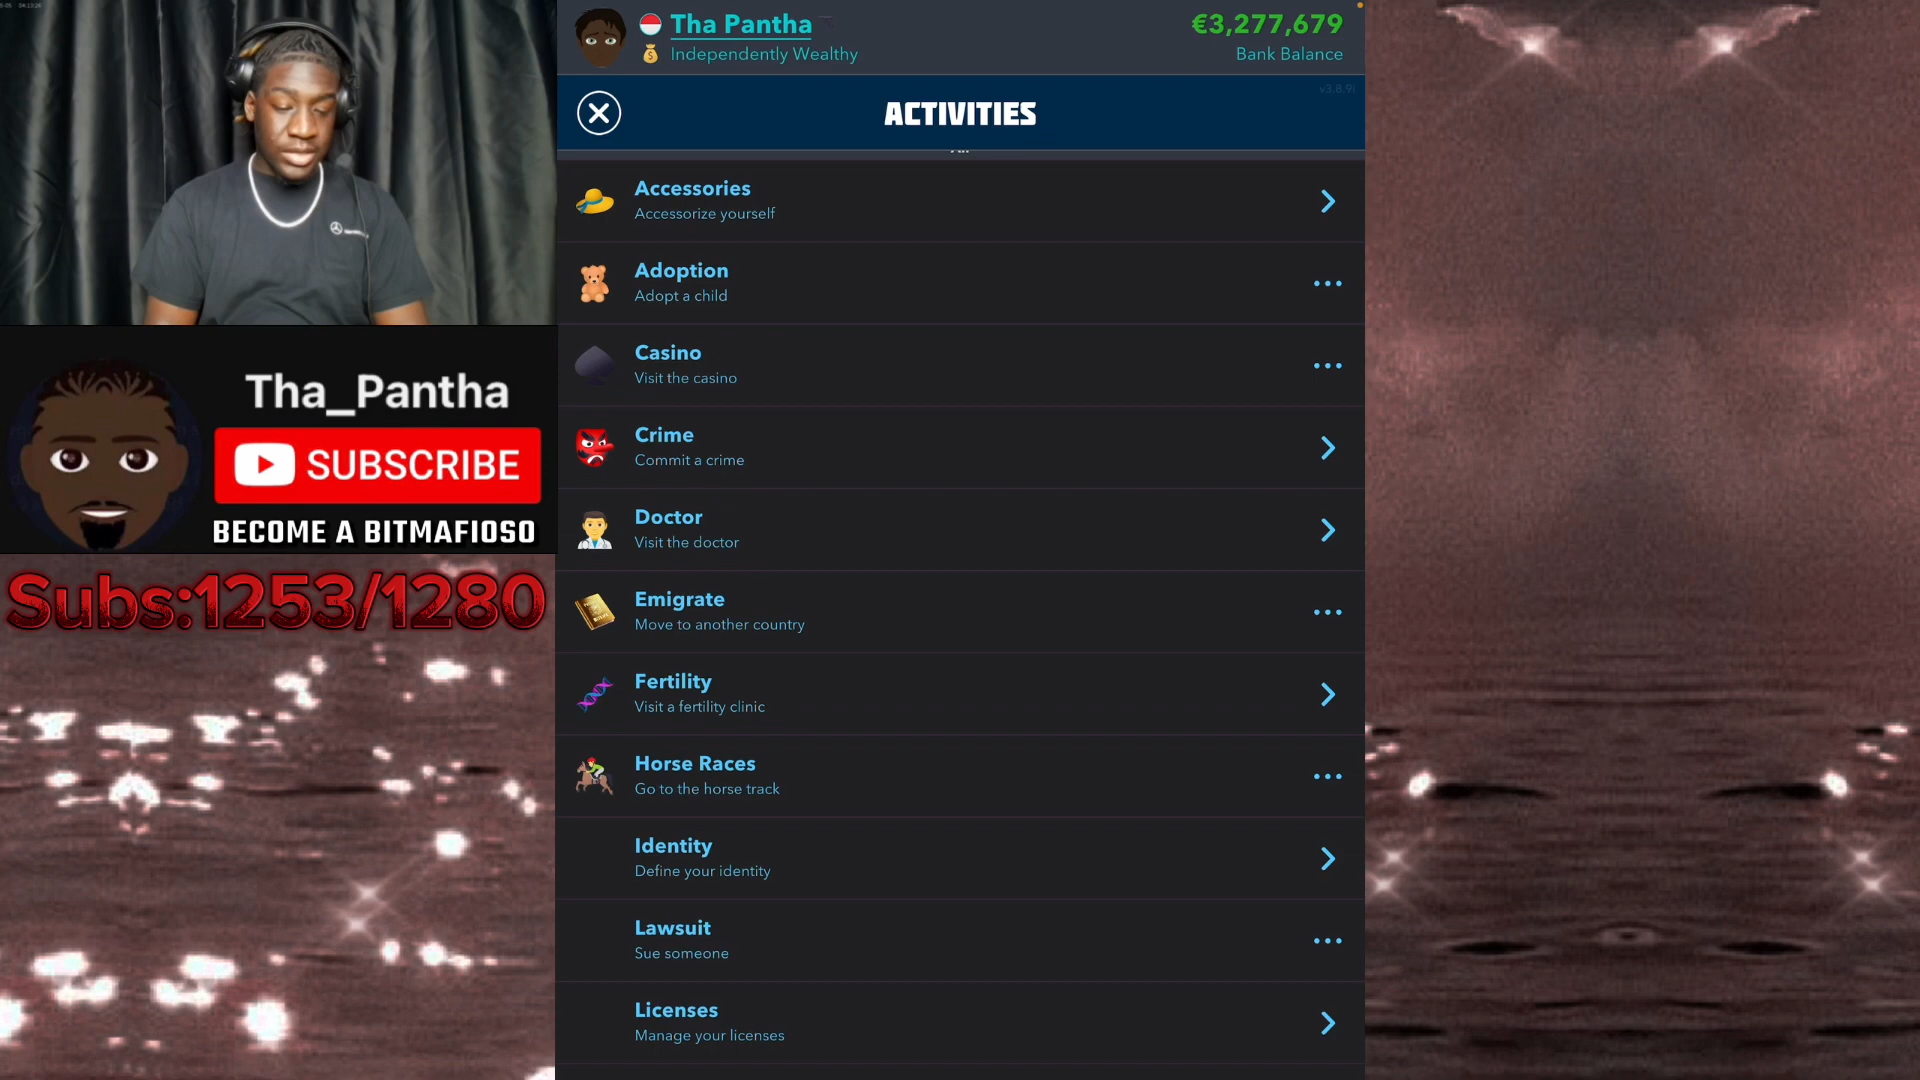 Tha Pantha
Independently Wealthy
€3,277,679
Bank Balance
v3.8.9i
ACTIVITIES
Accessories
Accessorize yourself
Adoption
Adopt a child
Casino
Visit the casino
Crime
Commit a crime
Doctor
Visit the doctor
Emigrate
Move to another country
Fertility
Visit a fertility clinic
Horse Races
Go to the horse track
Identity
Define your identity
Lawsuit
Sue someone
Licenses
Manage your licenses
Tha_Pantha
SUBSCRIBE
BECOME A BITMAFIOSO
Subs:1253/1280